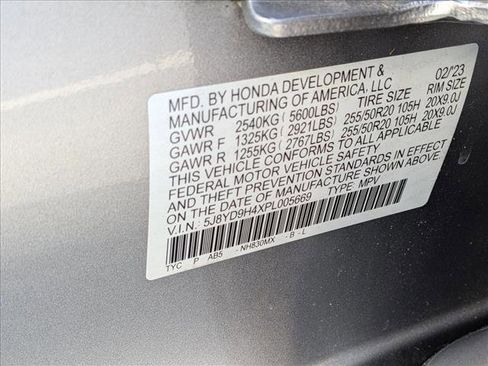 MFD. BY HONDA DEVELOPMENT & 02/23
MANUFACTURING OF AMERICA, LLC
GVWR 2540KG (5600LBS) TIRE SIZE RIM SIZE
GAWR F 1325KG (2921LBS) 255/50R20 105H 20X9.0J
GAWR R 1255KG (2767LBS) 255/50R20 105H 20X9.0J
THIS VEHICLE CONFORMS TO ALL APPLICABLE
FEDERAL MOTOR VEHICLE SAFETY,
THEFT PREVENTION STANDARDS IN EFFECT
ON THE DATE OF MANUFACTURE SHOWN ABOVE.
V.I.N.: 5J8YD9H4XPL005669 TYPE: MPV
TYC P AB5 - NH830MX - B - L